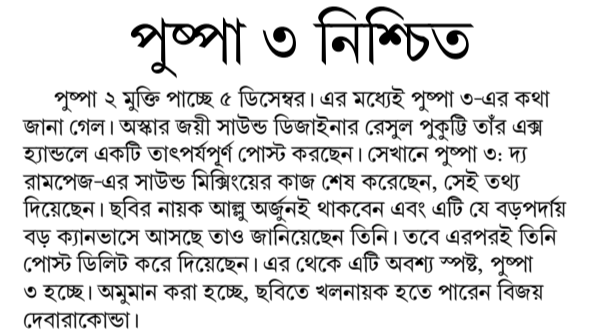 পুষ্পা ৩ নিশ্চিত
পুষ্পা ২ মুক্তি পাচ্ছে ৫ ডিসেম্বর। এর মধ্যেই পুষ্পা ৩-এর কথা
জানা গেল। অস্কার জয়ী সাউন্ড ডিজাইনার রেসুল পুকুট্টি তাঁর এক্স
হ্যান্ডলে একটি তাৎপর্যপূর্ণ পোস্ট করছেন। সেখানে পুষ্পা ৩: দ্য
রামপেজ-এর সাউন্ড মিক্সিংয়ের কাজ শেষ করেছেন, সেই তথ্য
দিয়েছেন। ছবির নায়ক আল্লু অর্জুনই থাকবেন এবং এটি যে বড়পর্দায়
বড় ক্যানভাসে আসছে তাও জানিয়েছেন তিনি। তবে এরপরই তিনি
পোস্ট ডিলিট করে দিয়েছেন। এর থেকে এটি অবশ্য স্পষ্ট, পুষ্পা
৩ হচ্ছে। অমুমান করা হচ্ছে, ছবিতে খলনায়ক হতে পারেন বিজয়
দেবারাকোন্ডা।